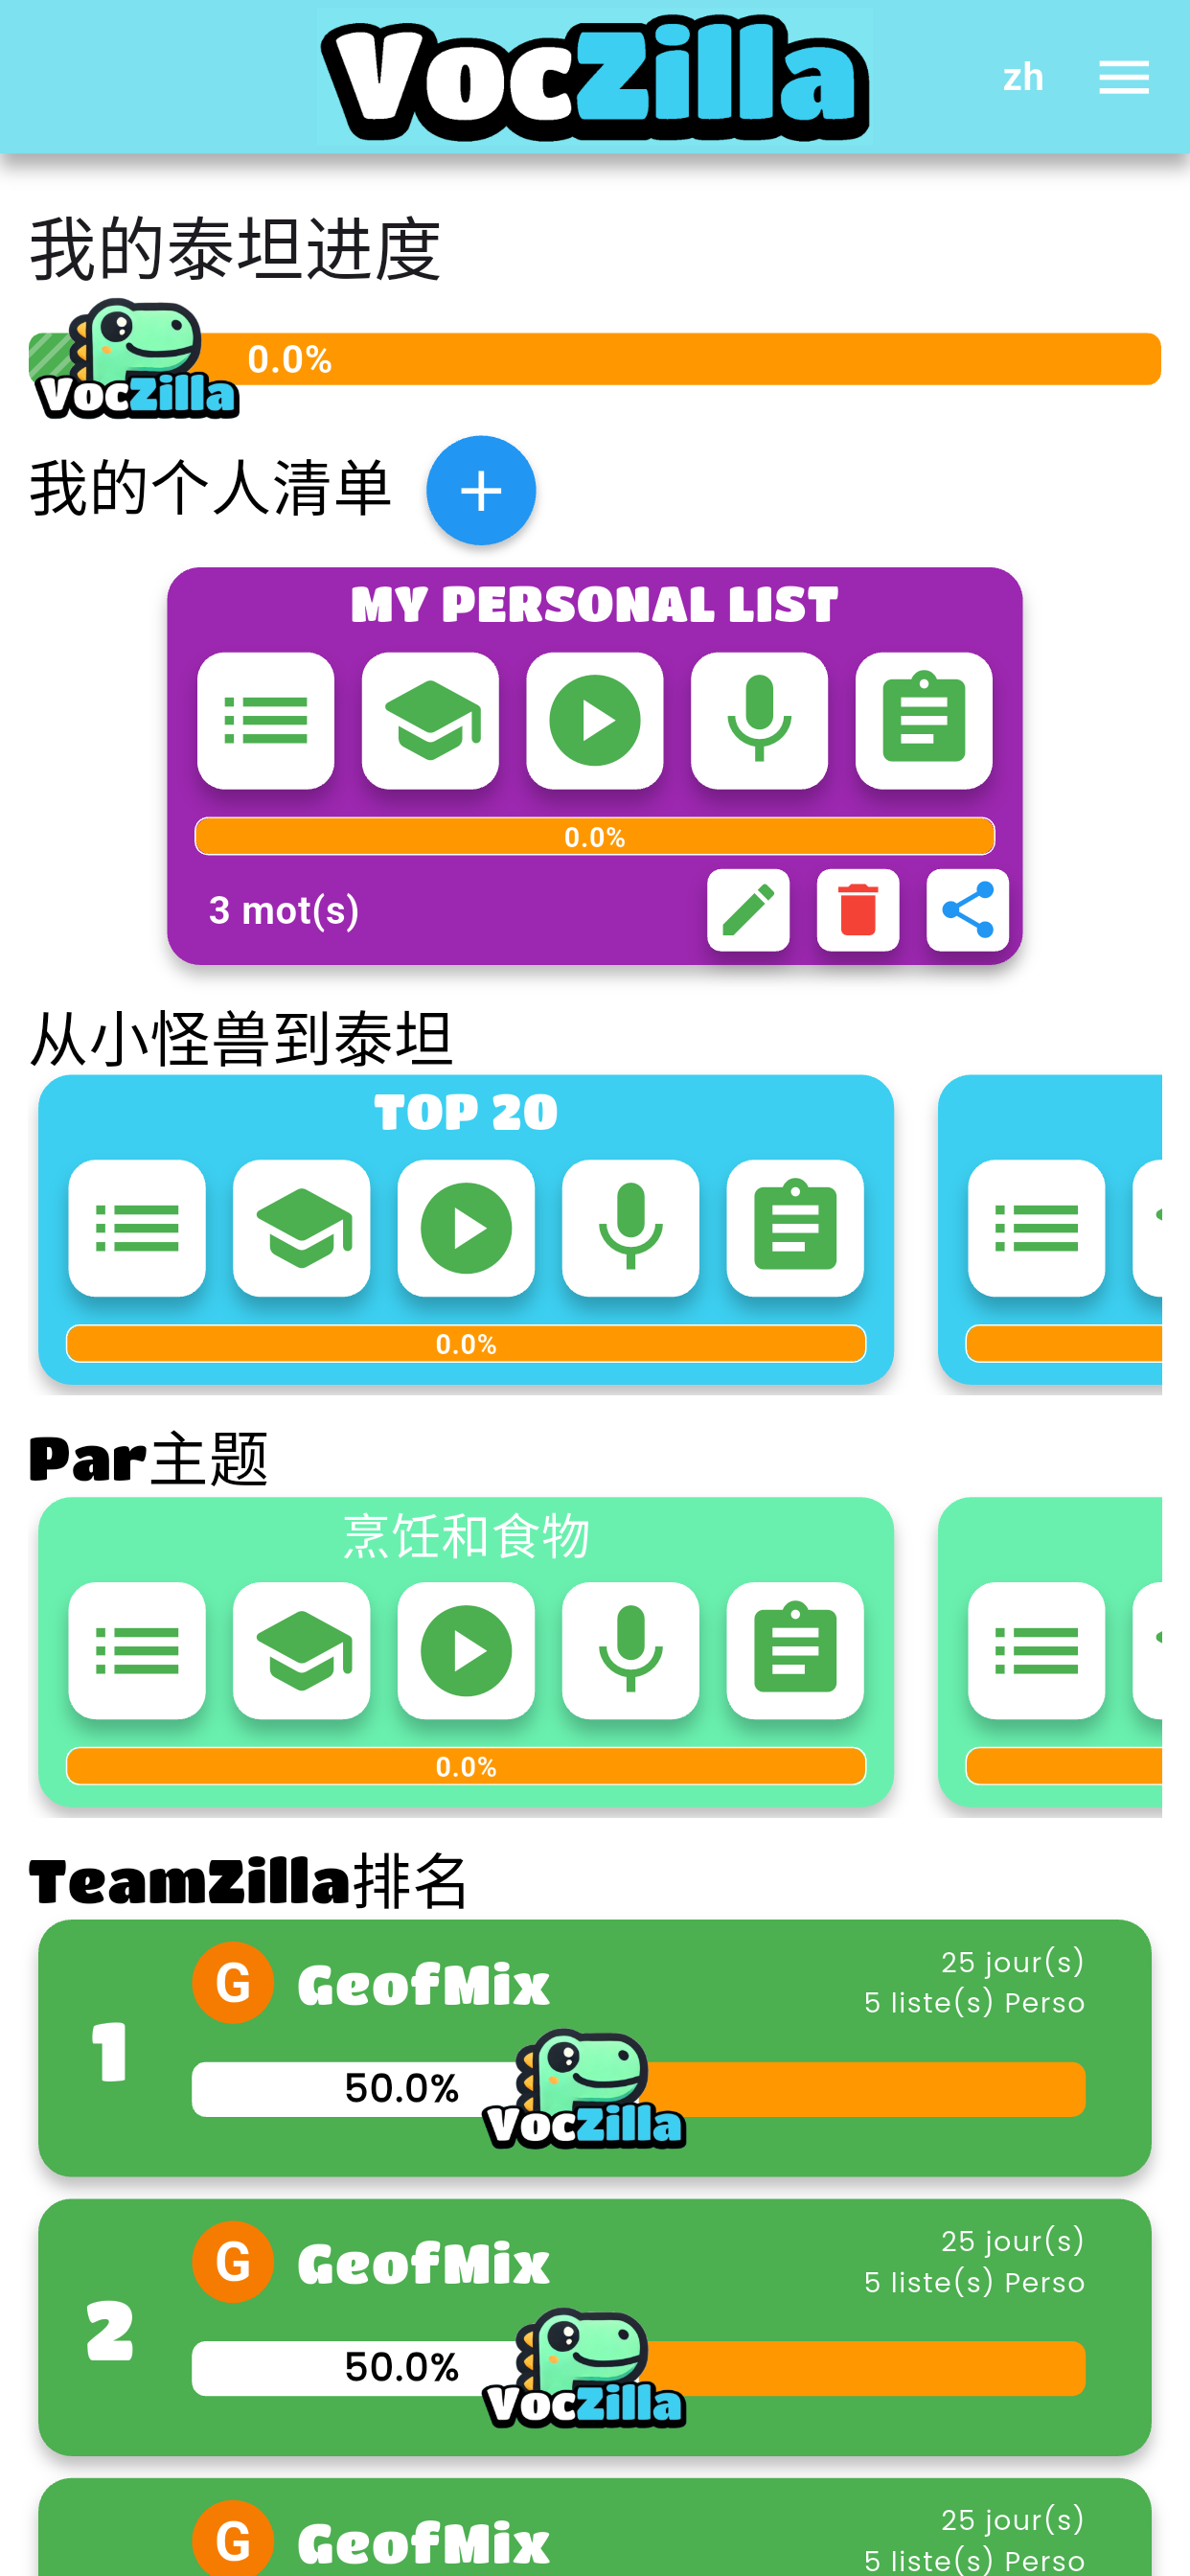 VocZilla
zh
我的泰坦进度
0.0%
VocZilla
我的个人清单
MY PERSONAL LIST
0.0%
3 mot(s)
从小怪兽到泰坦
TOP 20
0.0%
Par主题
烹饪和食物
0.0%
TeamZilla排名
1
G
GeofMix
25 jour(s)
5 liste(s) Perso
50.0%
VocZilla
2
G
GeofMix
25 jour(s)
5 liste(s) Perso
50.0%
VocZilla
G
GeofMix
25 jour(s)
5 liste(s) Perso